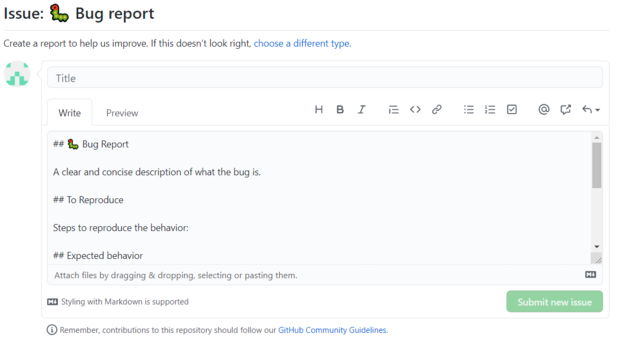 Issue: 🐛 Bug report
Create a report to help us improve. If this doesn't look right, choose a different type.
Title
Write Preview
## 🐛 Bug Report
A clear and concise description of what the bug is.
## To Reproduce
Steps to reproduce the behavior:
## Expected behavior
Attach files by dragging & dropping, selecting or pasting them.
Styling with Markdown is supported
Submit new issue
Remember, contributions to this repository should follow our GitHub Community Guidelines.